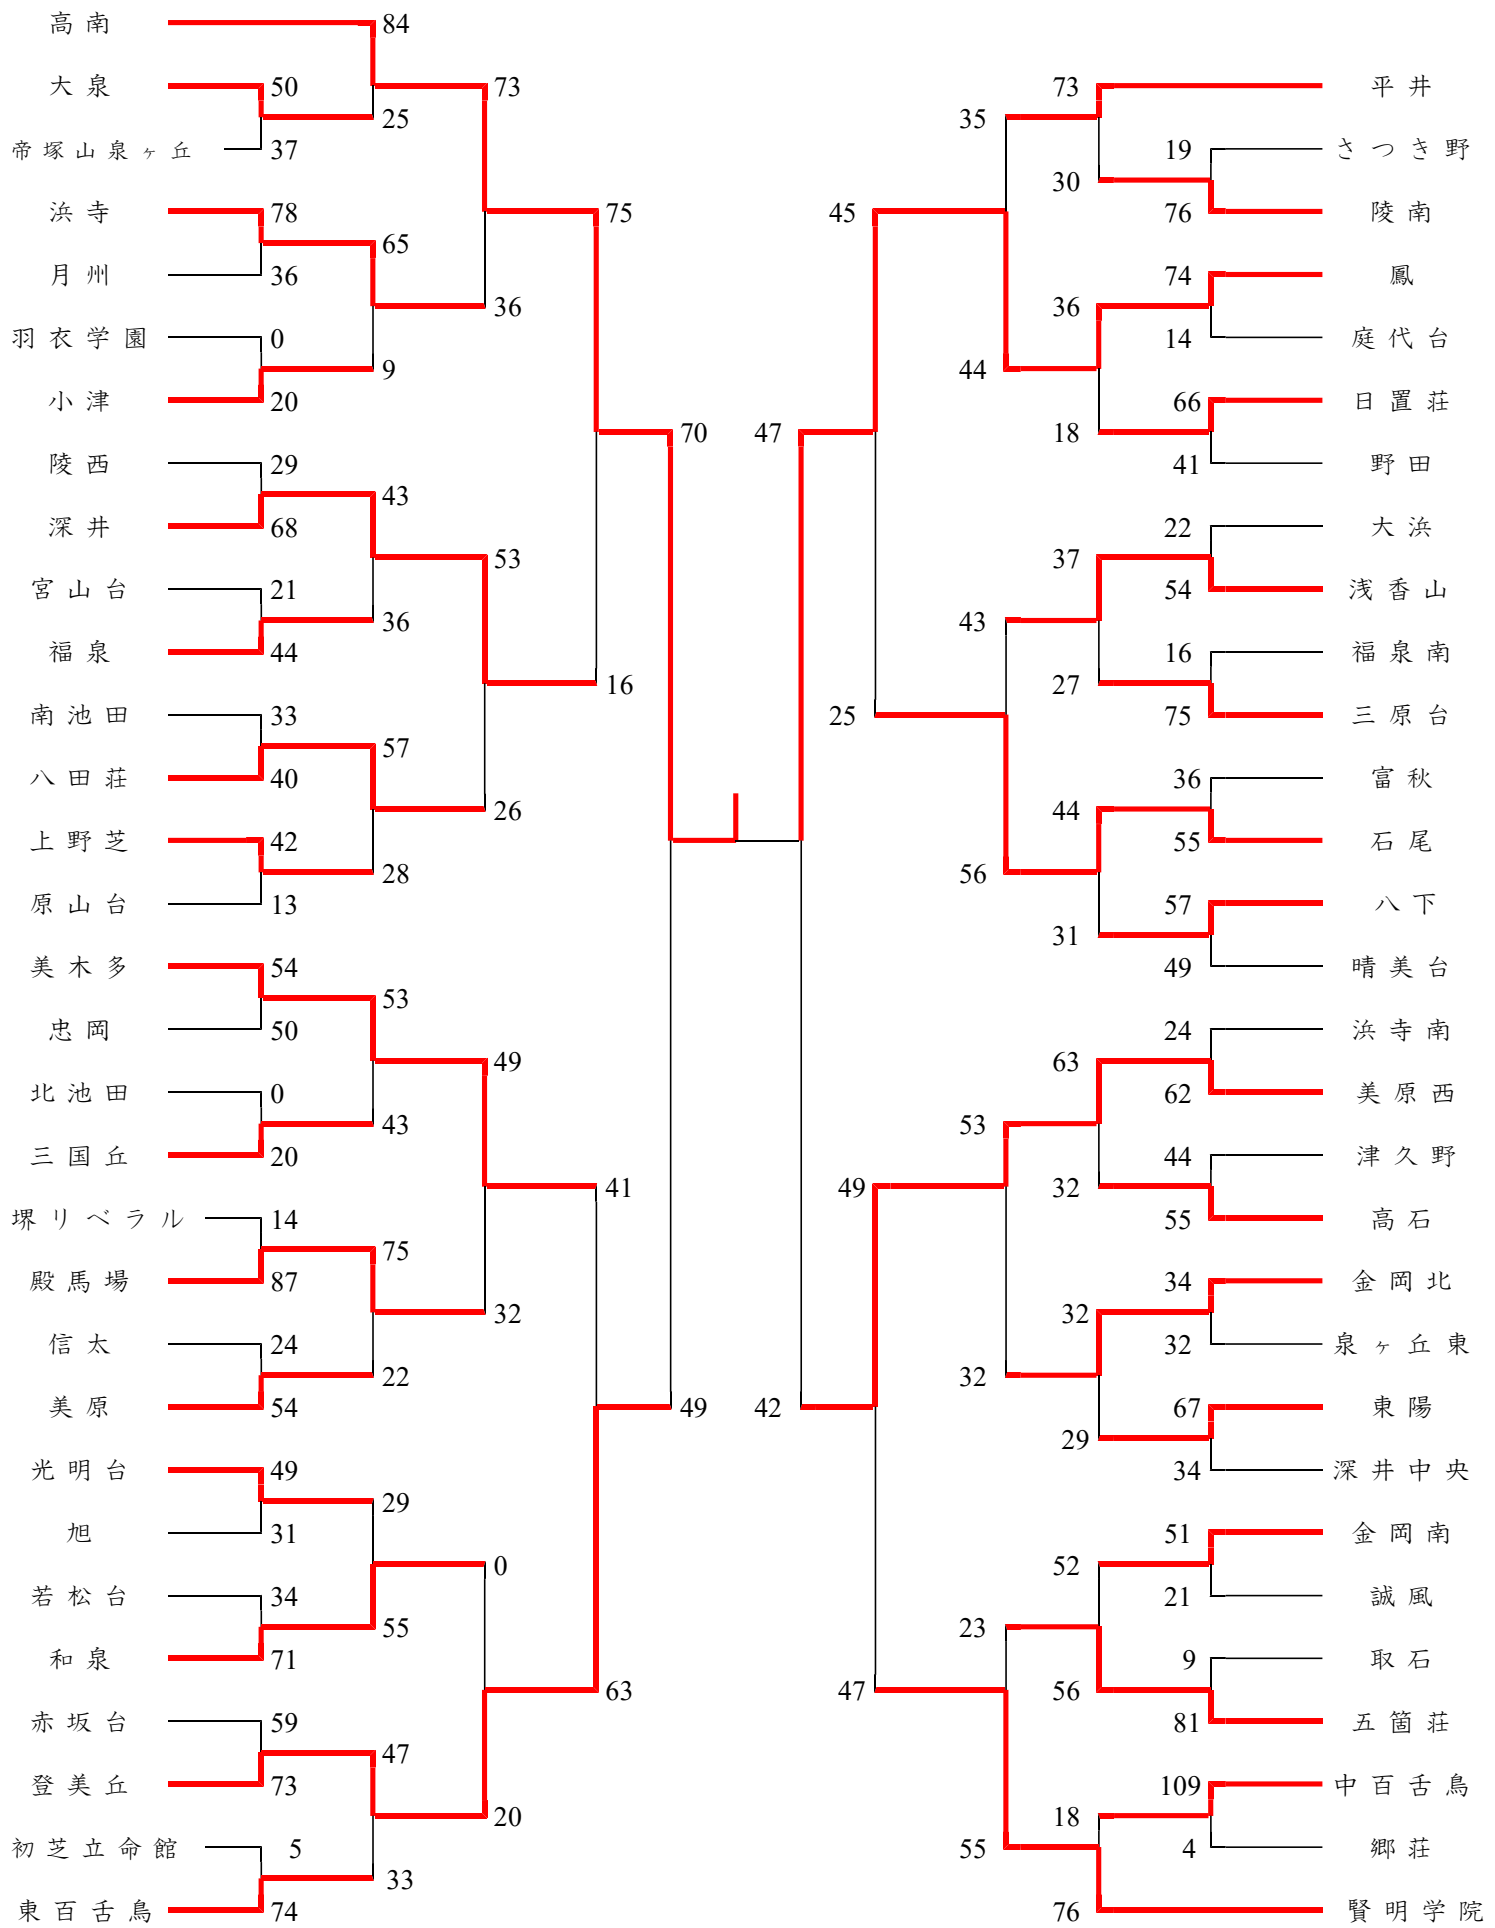 高南 84
大泉 50 73 73 平井
25 35
帝塚山泉ヶ丘 37 19 さつき野
30
浜寺 78 75 45 76 陵南
65
月州 36 74 鳳
36 36
羽衣学園 0 14 庭代台
9 44
小津 20 66 日置荘
70 47 18
陵西 29 41 野田
43
深井 68 22 大浜
53 37
宮山台 21 54 浅香山
36 43
福泉 44 16 福泉南
16 27
南池田 33 25 75 三原台
57
八田荘 40 36 富秋
26 44
上野芝 42 55 石尾
28 56
原山台 13 57 八下
31
美木多 54 49 晴美台
53
忠岡 50 24 浜寺南
49 63
北池田 0 62 美原西
43 53
三国丘 20 44 津久野
41 49 32
堺リベラル 14 55 高石
75
殿馬場 87 34 金岡北
32 32
信太 24 32 泉ヶ丘東
22 32
美原 54 49 42 67 東陽
29
光明台 49 34 深井中央
29
旭 31 51 金岡南
0 52
若松台 34 21 誠風
55 23
和泉 71 9 取石
63 47 56
赤坂台 59 81 五箇荘
47
登美丘 73 109 中百舌鳥
20 18
初芝立命館 5 55 4 郷荘
33
東百舌鳥 74 76 賢明学院